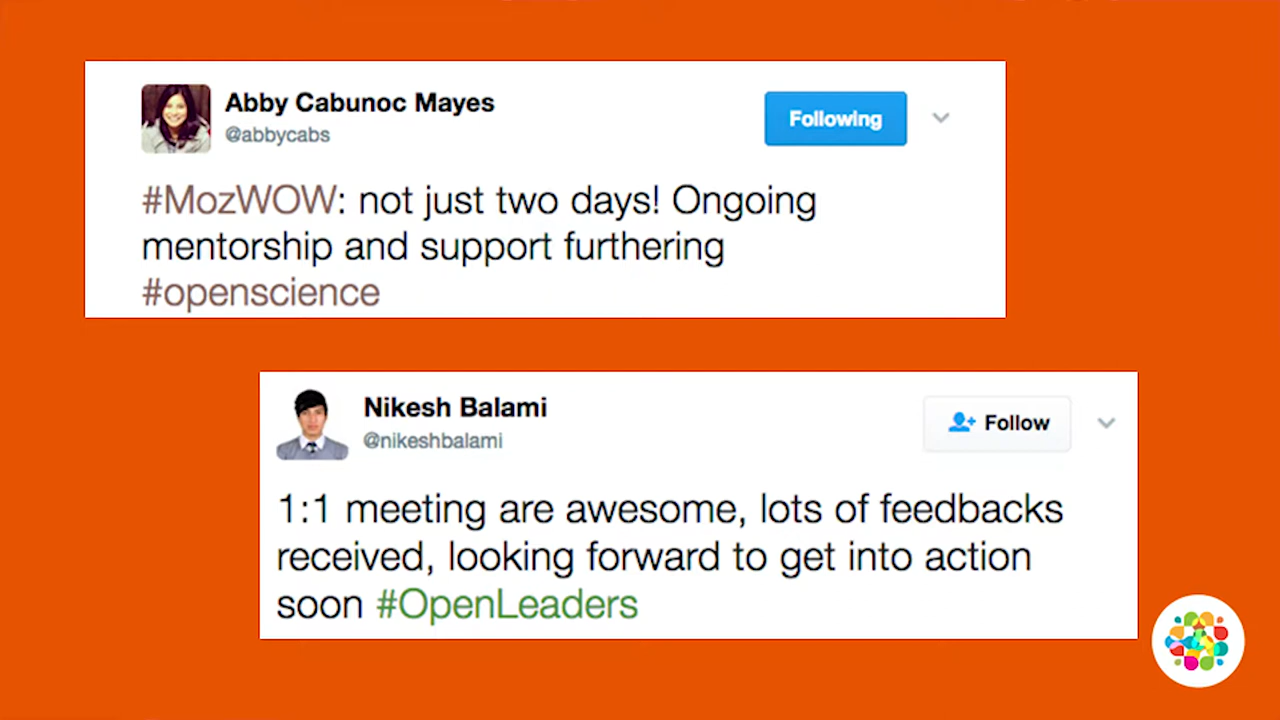 Abby Cabunoc Mayes
@abbycabs
Following
#MozWOW: not just two days! Ongoing
mentorship and support furthering
#openscience
Nikesh Balami
@nikeshbalami
Follow
1:1 meeting are awesome, lots of feedbacks
received, looking forward to get into action
soon #OpenLeaders